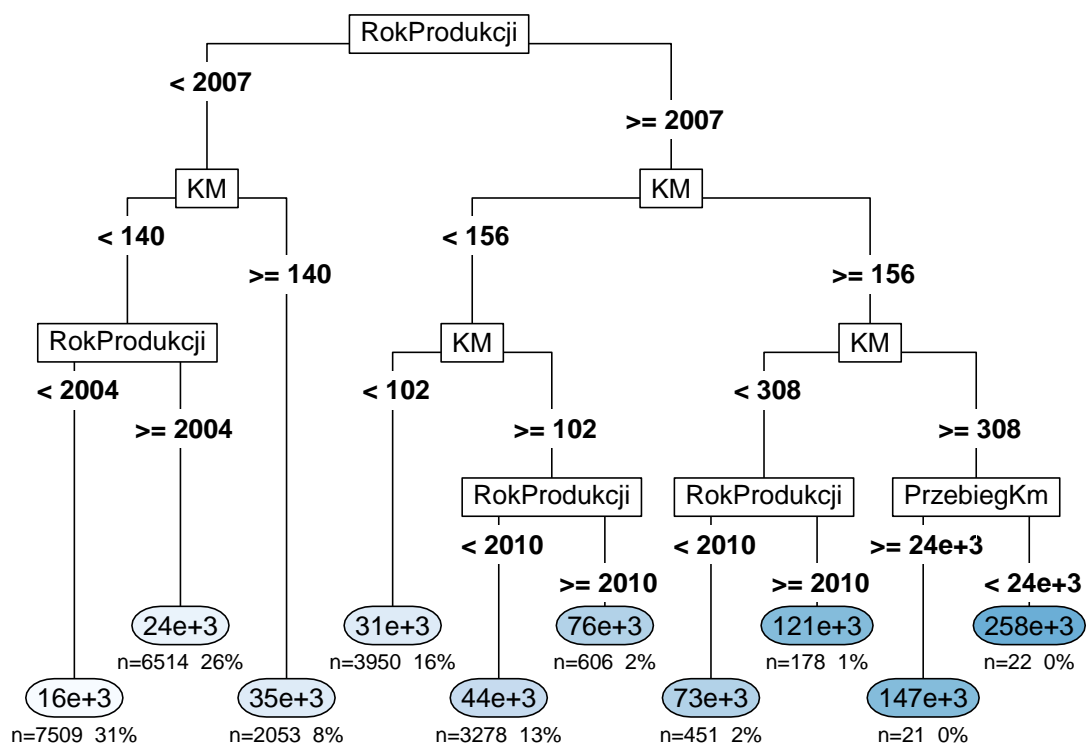 RokProdukcji
< 2007
>= 2007
KM
KM
< 140
>= 140
< 156
>= 156
RokProdukcji
KM
KM
< 2004
>= 2004
< 102
>= 102
< 308
>= 308
RokProdukcji
RokProdukcji
PrzebiegKm
< 2010
>= 2010
< 2010
>= 2010
>= 24e+3
< 24e+3
24e+3
n=6514 26%
31e+3
n=3950 16%
76e+3
n=606 2%
121e+3
n=178 1%
258e+3
n=22 0%
16e+3
n=7509 31%
35e+3
n=2053 8%
44e+3
n=3278 13%
73e+3
n=451 2%
147e+3
n=21 0%